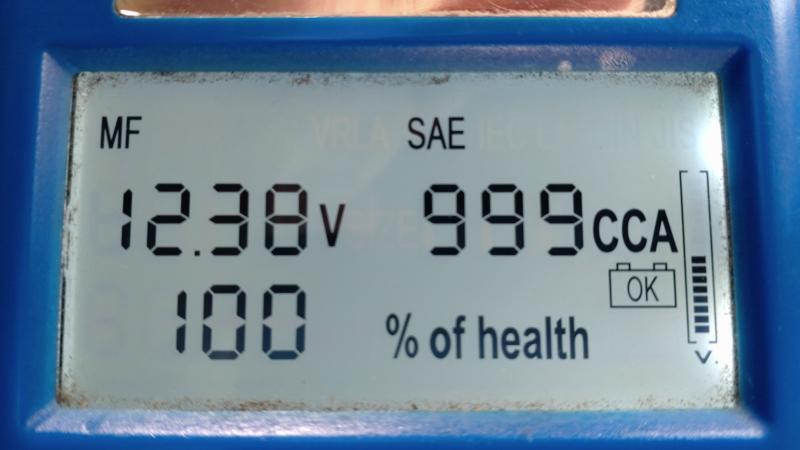 MF SAE
12.38 V 999 CCA
OK
100 % of health